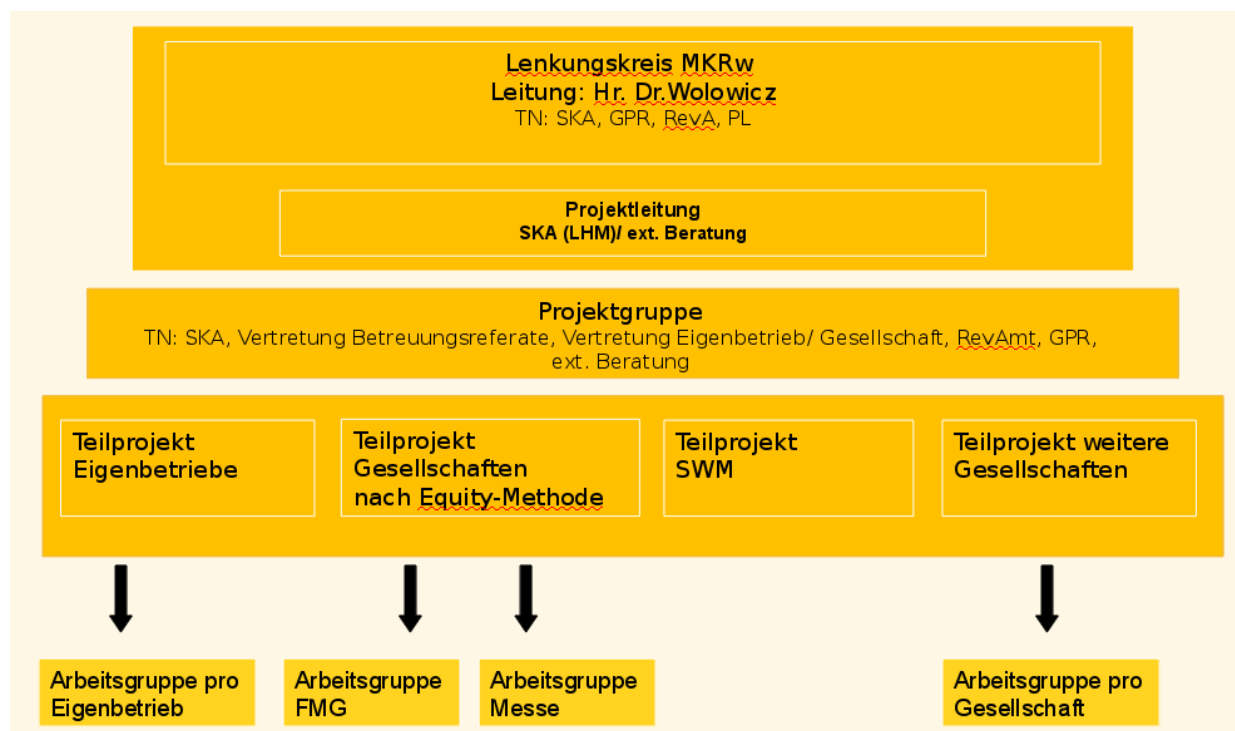 Lenkungskreis MKRw
Leitung: Hr. Dr.Wolowicz
TN: SKA, GPR, RevA, PL
Projektleitung
SKA (LHM)/ ext. Beratung
Projektgruppe
TN: SKA, Vertretung Betreuungsreferate, Vertretung Eigenbetrieb/ Gesellschaft, RevAmt, GPR,
ext. Beratung
Teilprojekt
Eigenbetriebe
Teilprojekt
Gesellschaften
nach Equity-Methode
Teilprojekt
SWM
Teilprojekt weitere
Gesellschaften
Arbeitsgruppe pro
Eigenbetrieb
Arbeitsgruppe
FMG
Arbeitsgruppe
Messe
Arbeitsgruppe pro
Gesellschaft